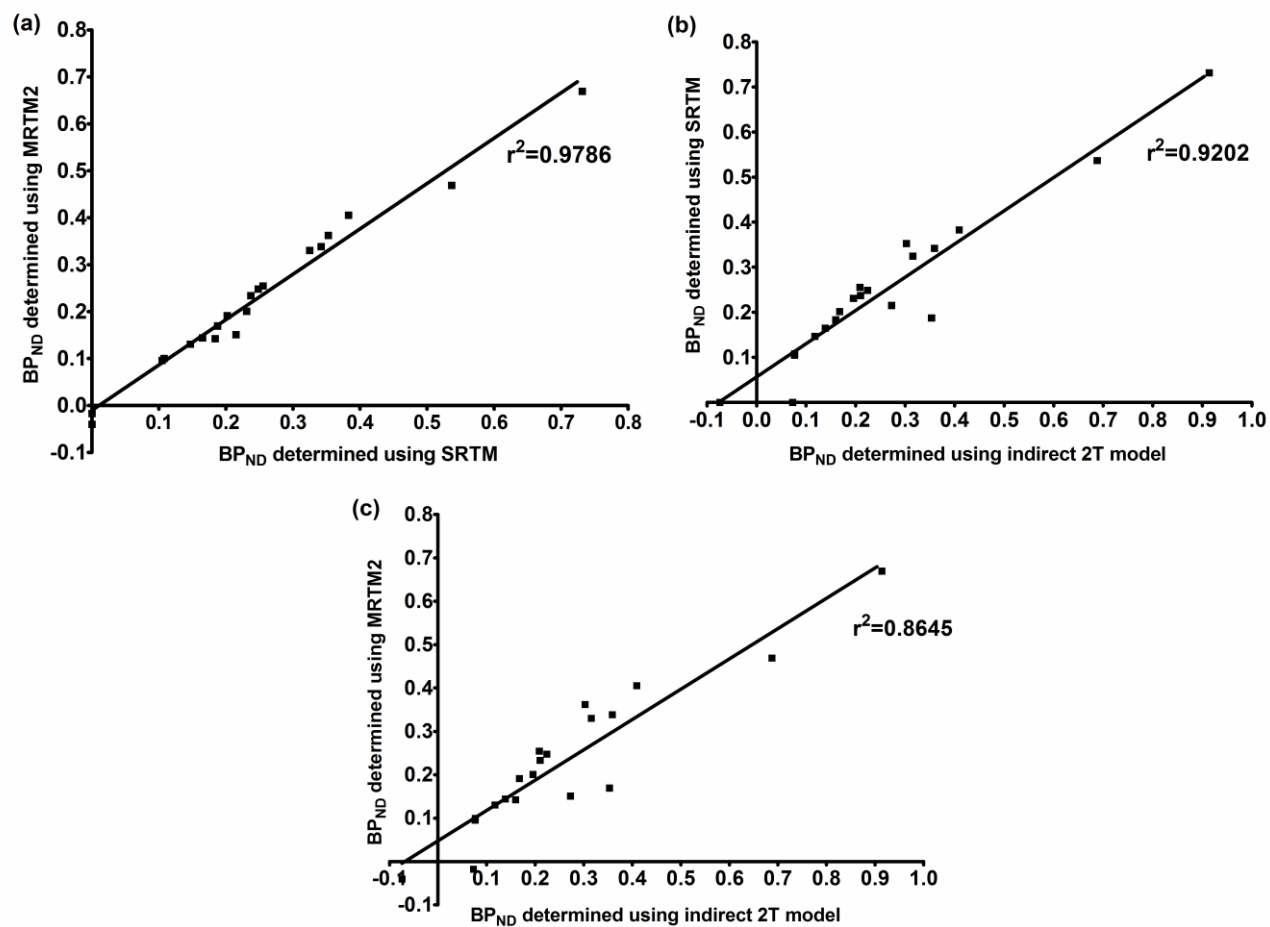 (a)
0.8
0.7
0.6
0.5
0.4
0.3
0.2
0.1
0.0
-0.1
BPND determined using MRTM2
r2=0.9786
0.1 0.2 0.3 0.4 0.5 0.6 0.7 0.8
BPND determined using SRTM
(b)
0.8
0.7
0.6
0.5
0.4
0.3
0.2
0.1
BPND determined using SRTM
r2=0.9202
-0.1 0.0 0.1 0.2 0.3 0.4 0.5 0.6 0.7 0.8 0.9 1.0
BPND determined using indirect 2T model
(c)
0.8
0.7
0.6
0.5
0.4
0.3
0.2
0.1
-0.1
BPND determined using MRTM2
r2=0.8645
-0.1 0.1 0.2 0.3 0.4 0.5 0.6 0.7 0.8 0.9 1.0
BPND determined using indirect 2T model